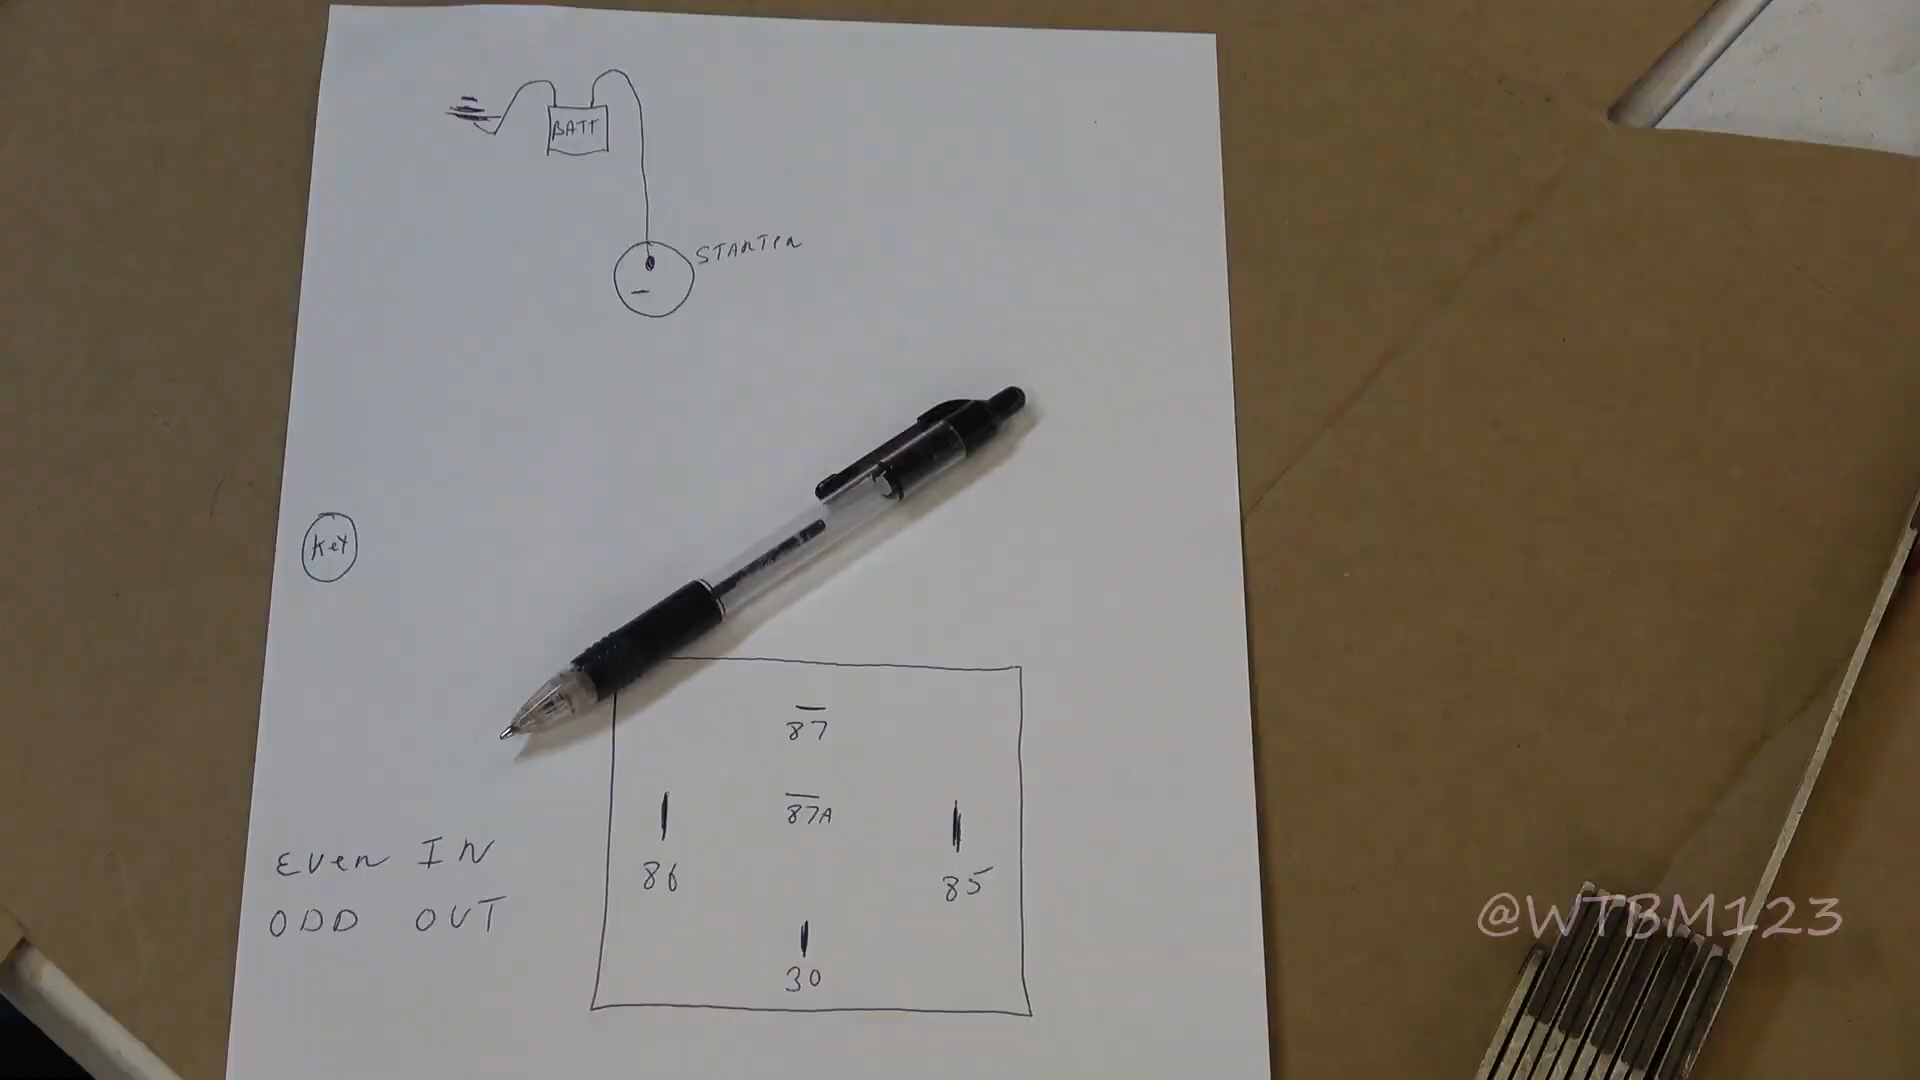 BATT
STARTER
KEY
87
87A
86
85
EVEN IN
ODD OUT
30
@WTBM123